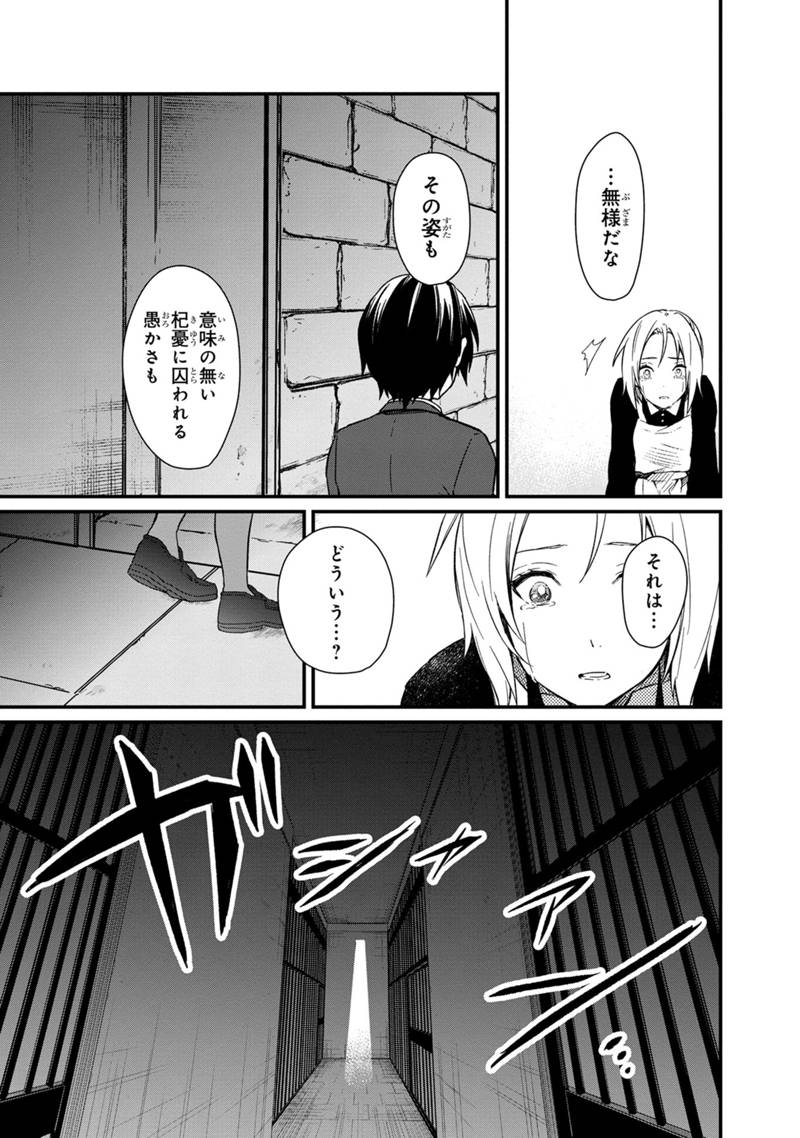 …無様だな
その姿も
意味の無い
杞憂に囚われる
愚かさも
それは…
どういう…？
ガシャアン…